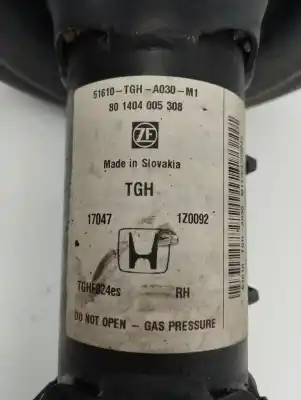 51610-TGH-A030-M1
80 1404 005 308
ZF
Made in Slovakia
TGH
17047 1Z0092
TGHF024es RH
DO NOT OPEN - GAS PRESSURE